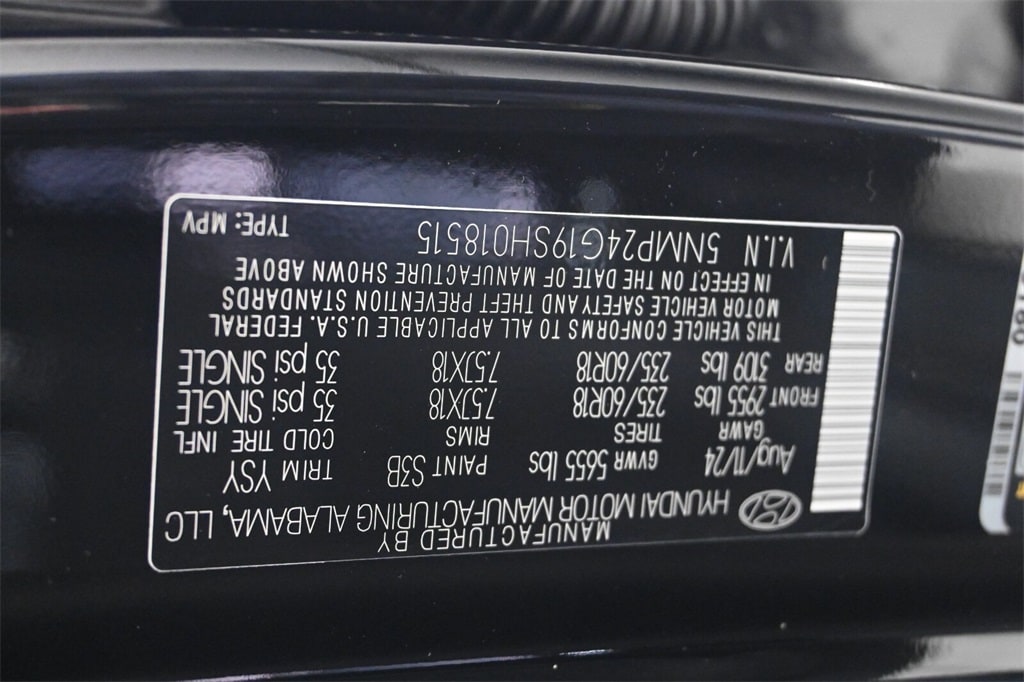 MANUFACTURED BY
HYUNDAI MOTOR MANUFACTURING ALABAMA, LLC
Aug/11/24 GVWR 5655 lbs PAINT S3B TRIM YSY
GAWR TIRES RIMS COLD TIRE INFL
FRONT 2955 lbs 235/60R18 7.5JX18 35 psi SINGLE
REAR 3109 lbs 235/60R18 7.5JX18 35 psi SINGLE
THIS VEHICLE CONFORMS TO ALL APPLICABLE U.S.A. FEDERAL
MOTOR VEHICLE SAFETY AND THEFT PREVENTION STANDARDS
IN EFFECT ON THE DATE OF MANUFACTURE SHOWN ABOVE
V.I.N 5NMP24G19SH018515 TYPE: MPV